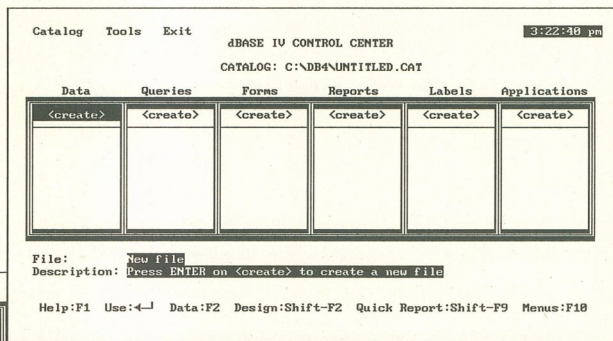 Catalog Tools Exit 3:22:40 pm
dBASE IV CONTROL CENTER
CATALOG: C:\DB4\UNTITLED.CAT
Data Queries Forms Reports Labels Applications
<create> <create> <create> <create> <create> <create>
File: New file
Description: Press ENTER on <create> to create a new file
Help:F1 Use:◄─┘ Data:F2 Design:Shift-F2 Quick Report:Shift-F9 Menus:F10